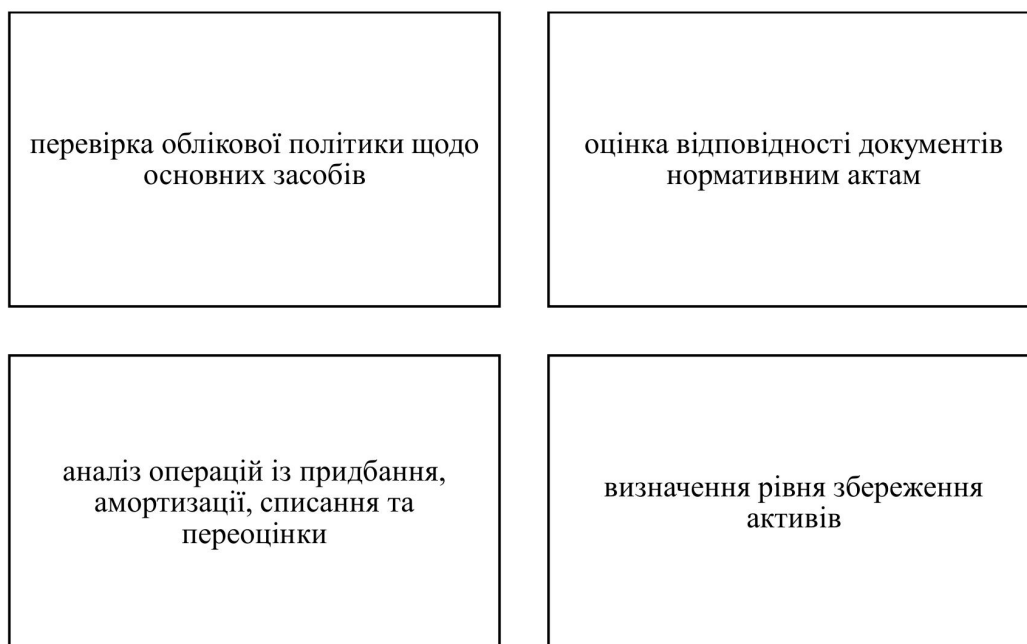 перевірка облікової політики щодо
основних засобів
оцінка відповідності документів
нормативним актам
аналіз операцій із придбання,
амортизації, списання та
переоцінки
визначення рівня збереження
активів